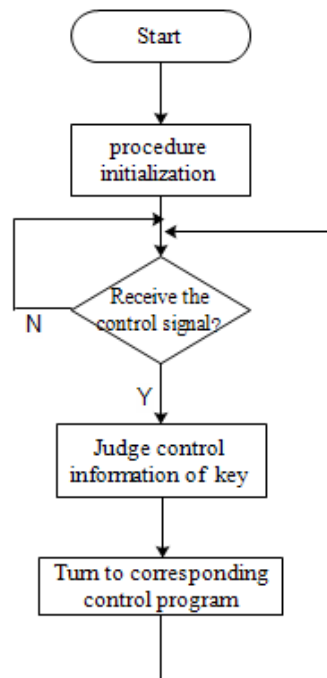 Start
procedure
initialization
Receive the
control signal?
N
Y
Judge control
information of key
Turn to corresponding
control program